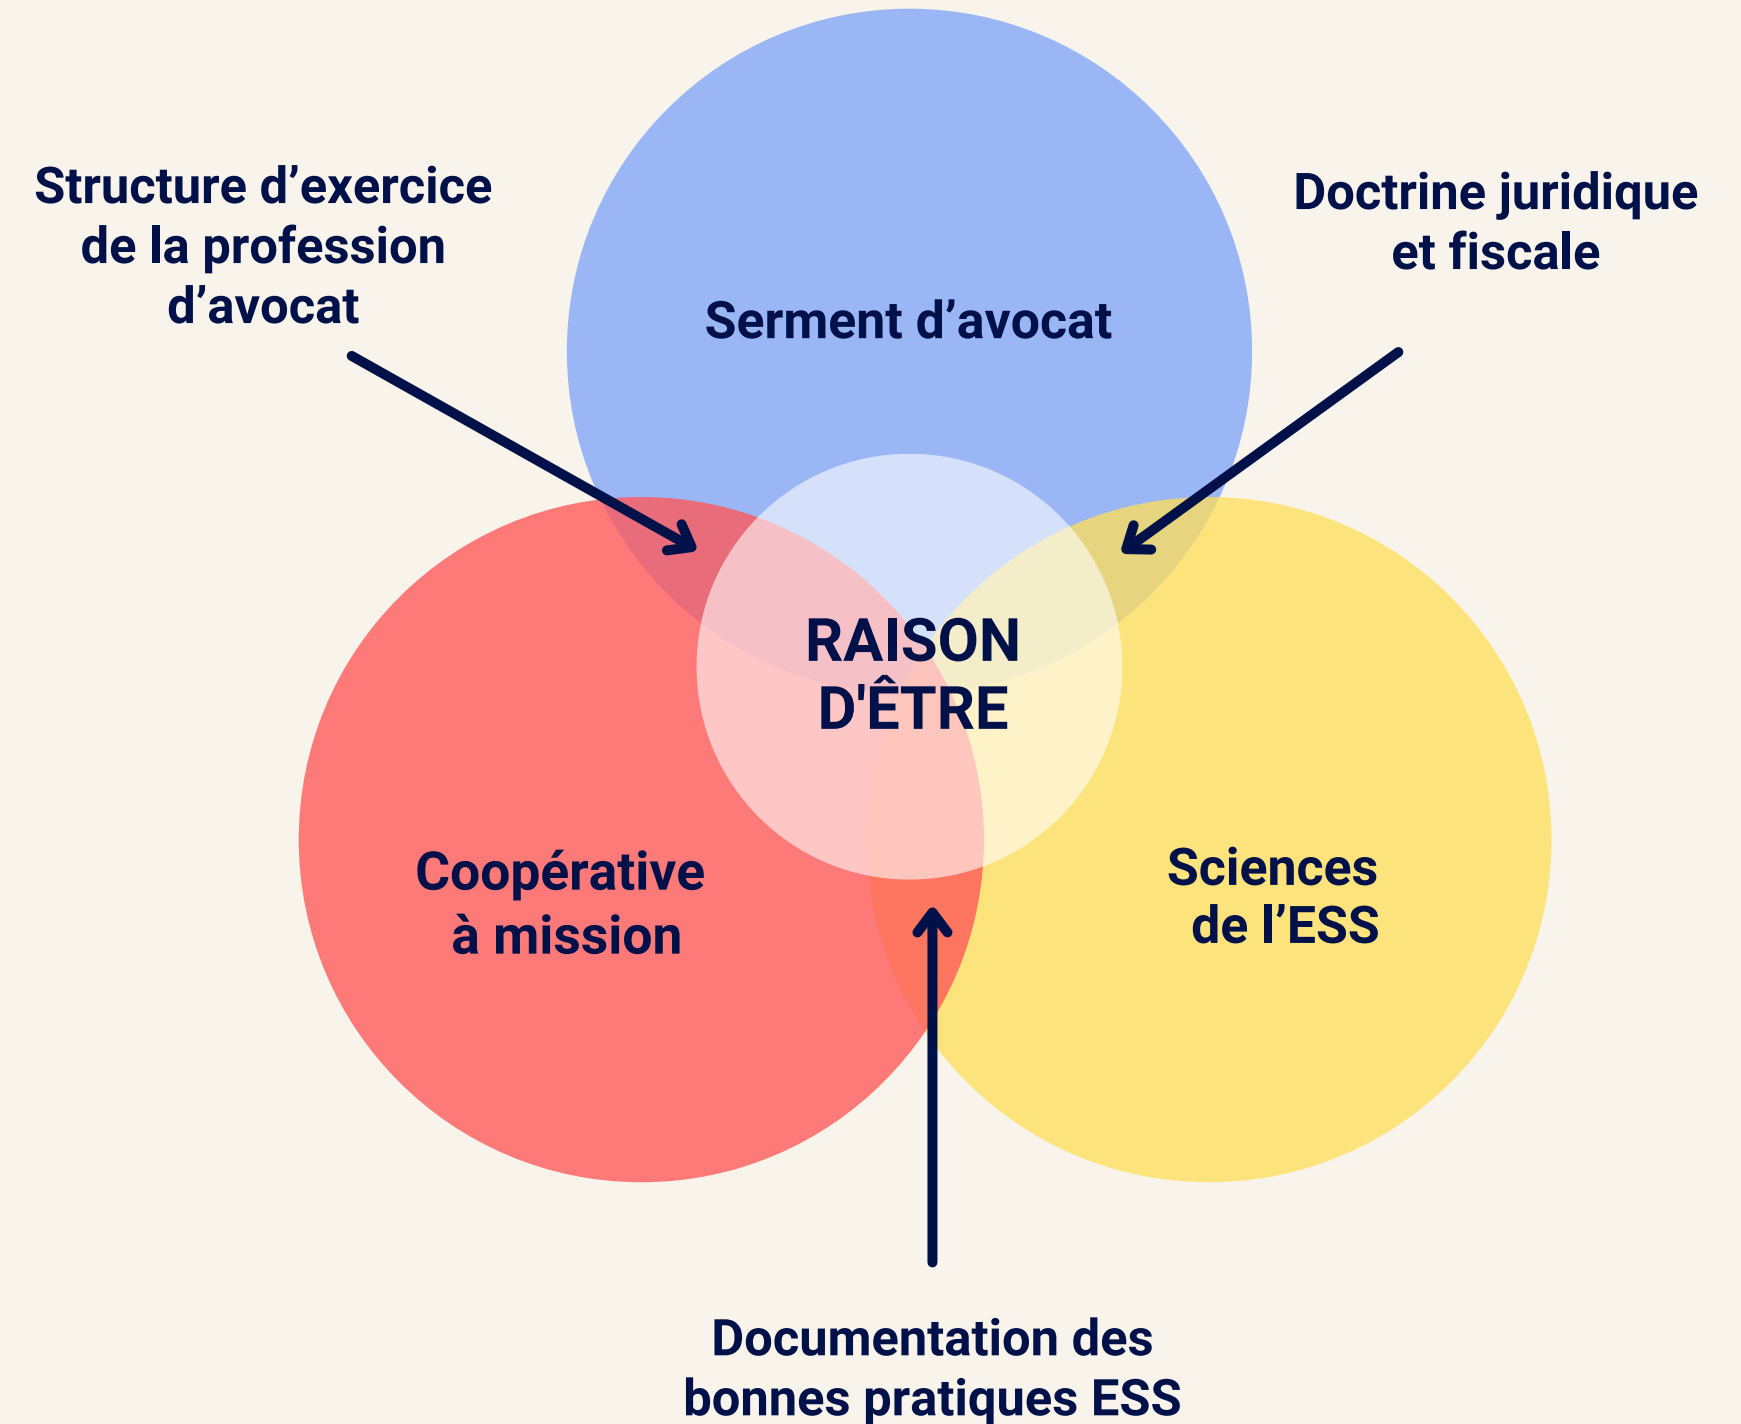 Structure d’exercice
de la profession
d’avocat
Doctrine juridique
et fiscale
Serment d’avocat
RAISON
D'ÊTRE
Coopérative
à mission
Sciences
de l’ESS
Documentation des
bonnes pratiques ESS